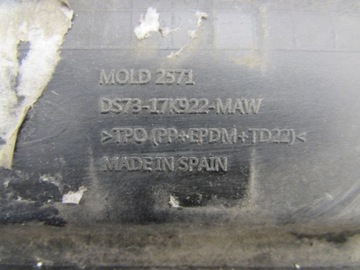 MOLD 2571
DS73-17K922-MAW
>TPO (PP+EPDM+TD22)<
MADE IN SPAIN